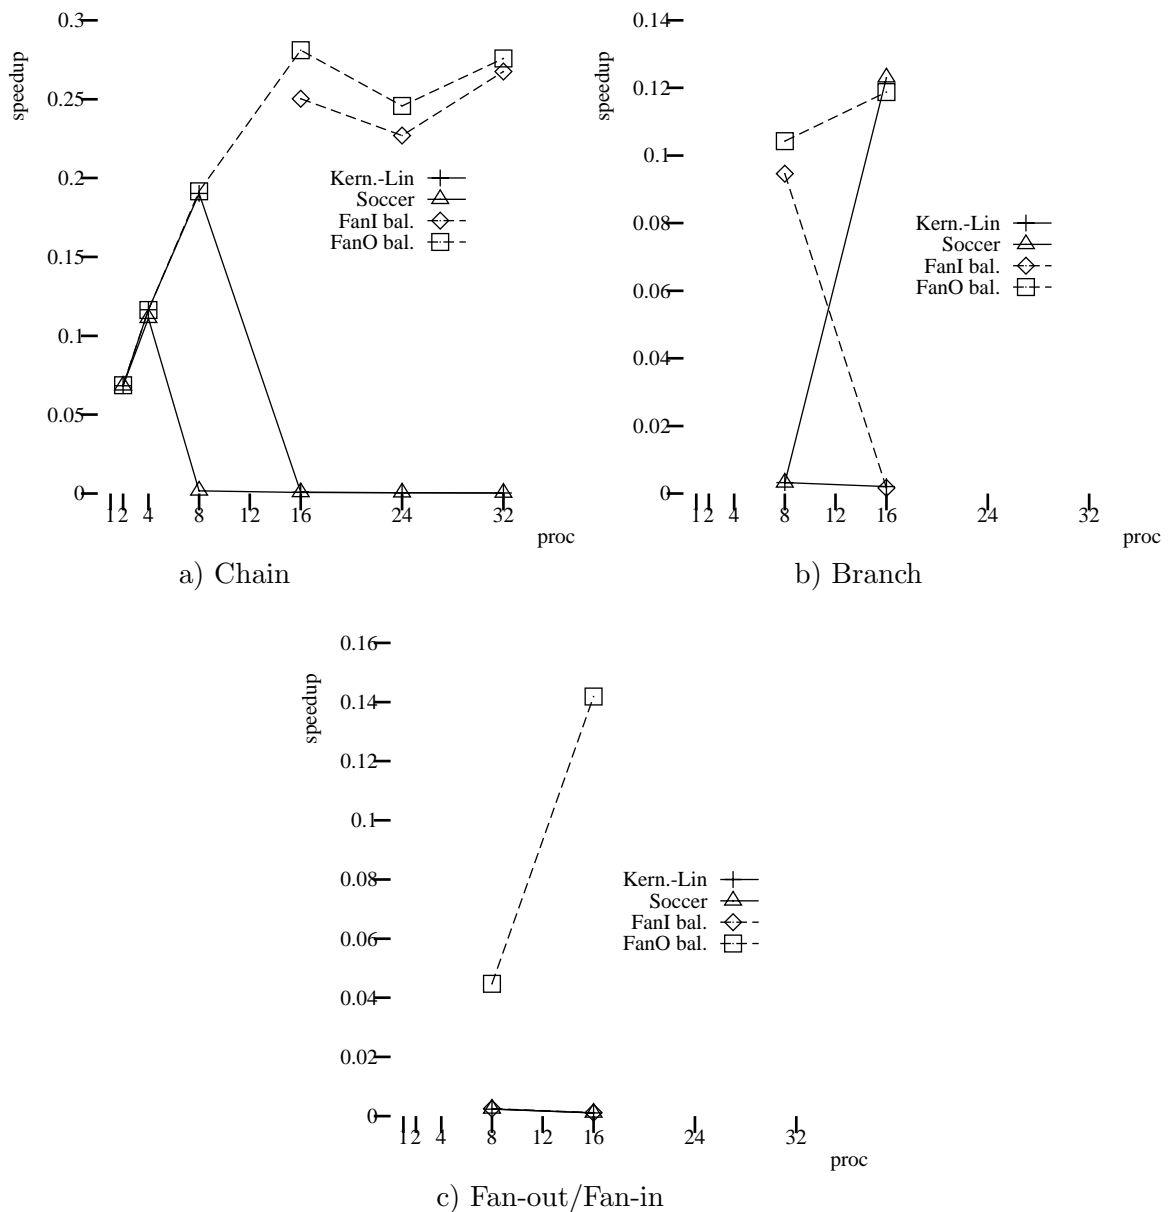 speedup
0.3
0.25
0.2
0.15
0.1
0.05
0
Kern.-Lin
Soccer
FanI bal.
FanO bal.
1 2 4 8 12 16 24 32
proc
a) Chain
speedup
0.14
0.12
0.1
0.08
0.06
0.04
0.02
0
Kern.-Lin
Soccer
FanI bal.
FanO bal.
1 2 4 8 12 16 24 32
proc
b) Branch
speedup
0.16
0.14
0.12
0.1
0.08
0.06
0.04
0.02
0
Kern.-Lin
Soccer
FanI bal.
FanO bal.
1 2 4 8 12 16 24 32
proc
c) Fan-out/Fan-in